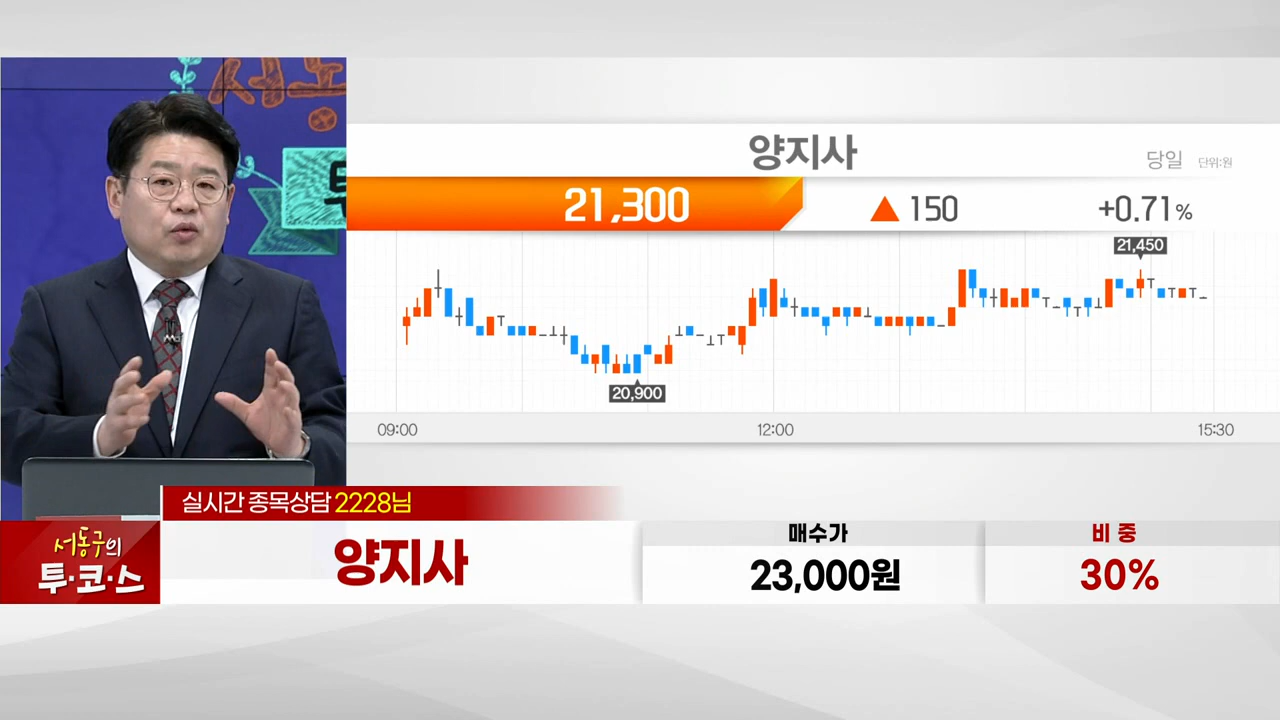 서동
양지사
당일 단위:원
21,300 ▲ 150 +0.71%
21,450
20,900
09:00 12:00 15:30
실시간 종목상담 2228님
서동구의
투·코·스
양지사
매수가
23,000원
비 중
30%